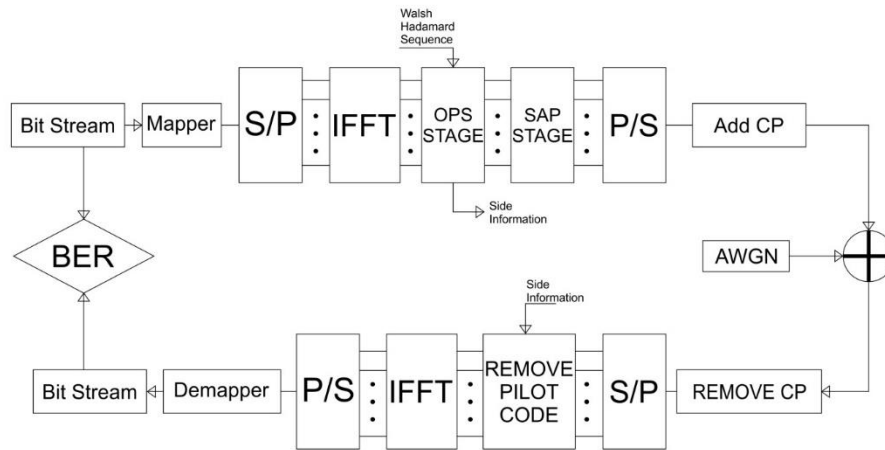 Walsh
Hadamard
Sequence
Bit Stream
Mapper
S/P
IFFT
OPS
STAGE
SAP
STAGE
P/S
Add CP
Side
Information
BER
AWGN
Side
Information
Bit Stream
Demapper
P/S
IFFT
REMOVE
PILOT
CODE
S/P
REMOVE CP